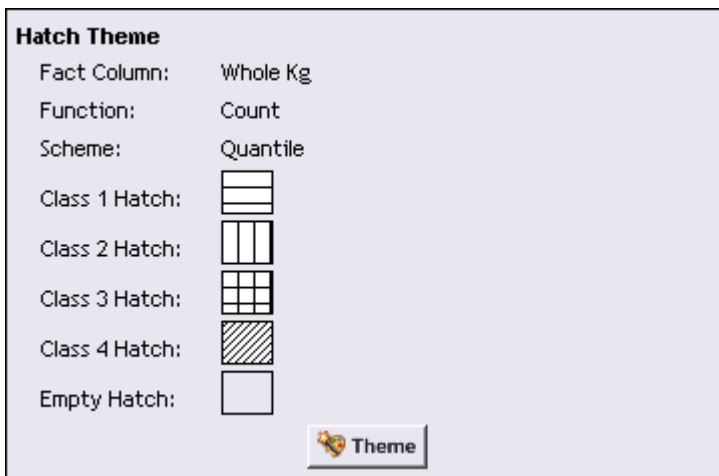 Hatch Theme
Fact Column: Whole Kg
Function: Count
Scheme: Quantile
Class 1 Hatch:
Class 2 Hatch:
Class 3 Hatch:
Class 4 Hatch:
Empty Hatch:
Theme